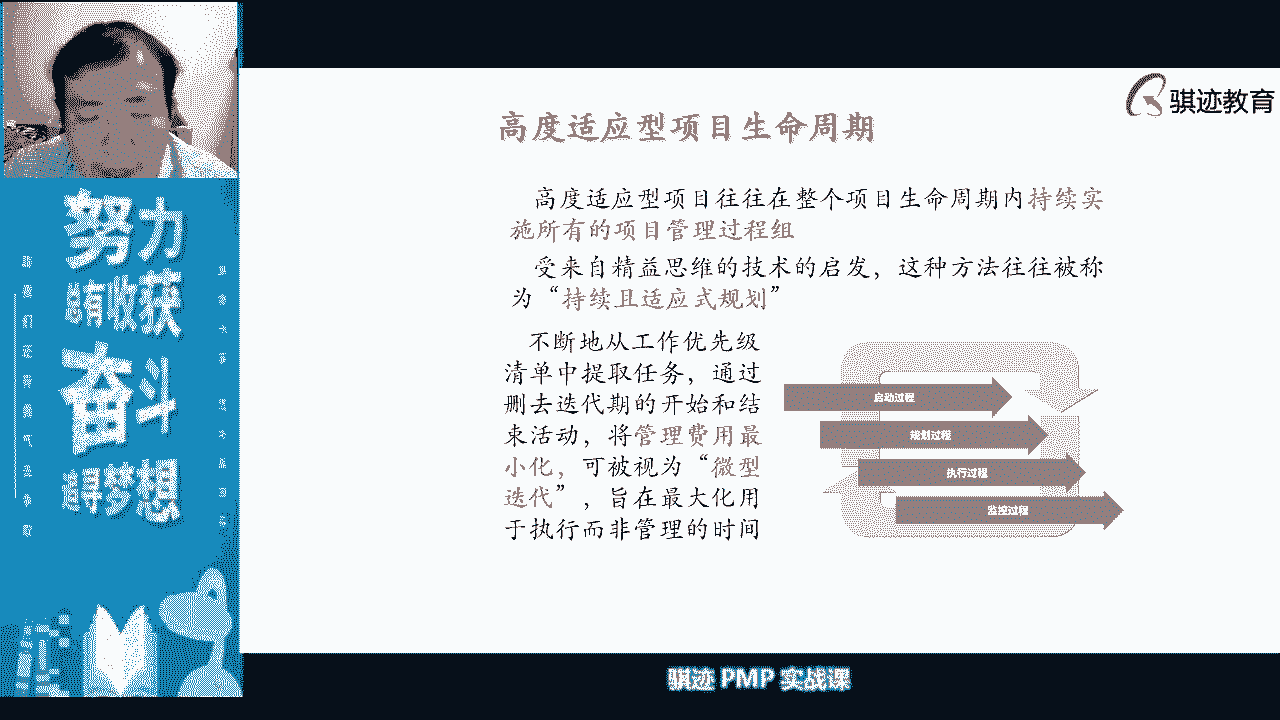 骐迹教育
高度适应型项目生命周期
高度适应型项目往往在整个项目生命周期内持续实
施所有的项目管理过程组
受来自精益思维的技术的启发，这种方法往往被称
为“持续且适应式规划”
不断地从工作优先级
清单中提取任务，通过
删去迭代期的开始和结
束活动，将管理费用最
小化，可被视为“微型
迭代”，旨在最大化用
于执行而非管理的时间
启动过程
规划过程
执行过程
监控过程
努力
总有收获
奋斗
追寻梦想
骐迹 PMP 实战课